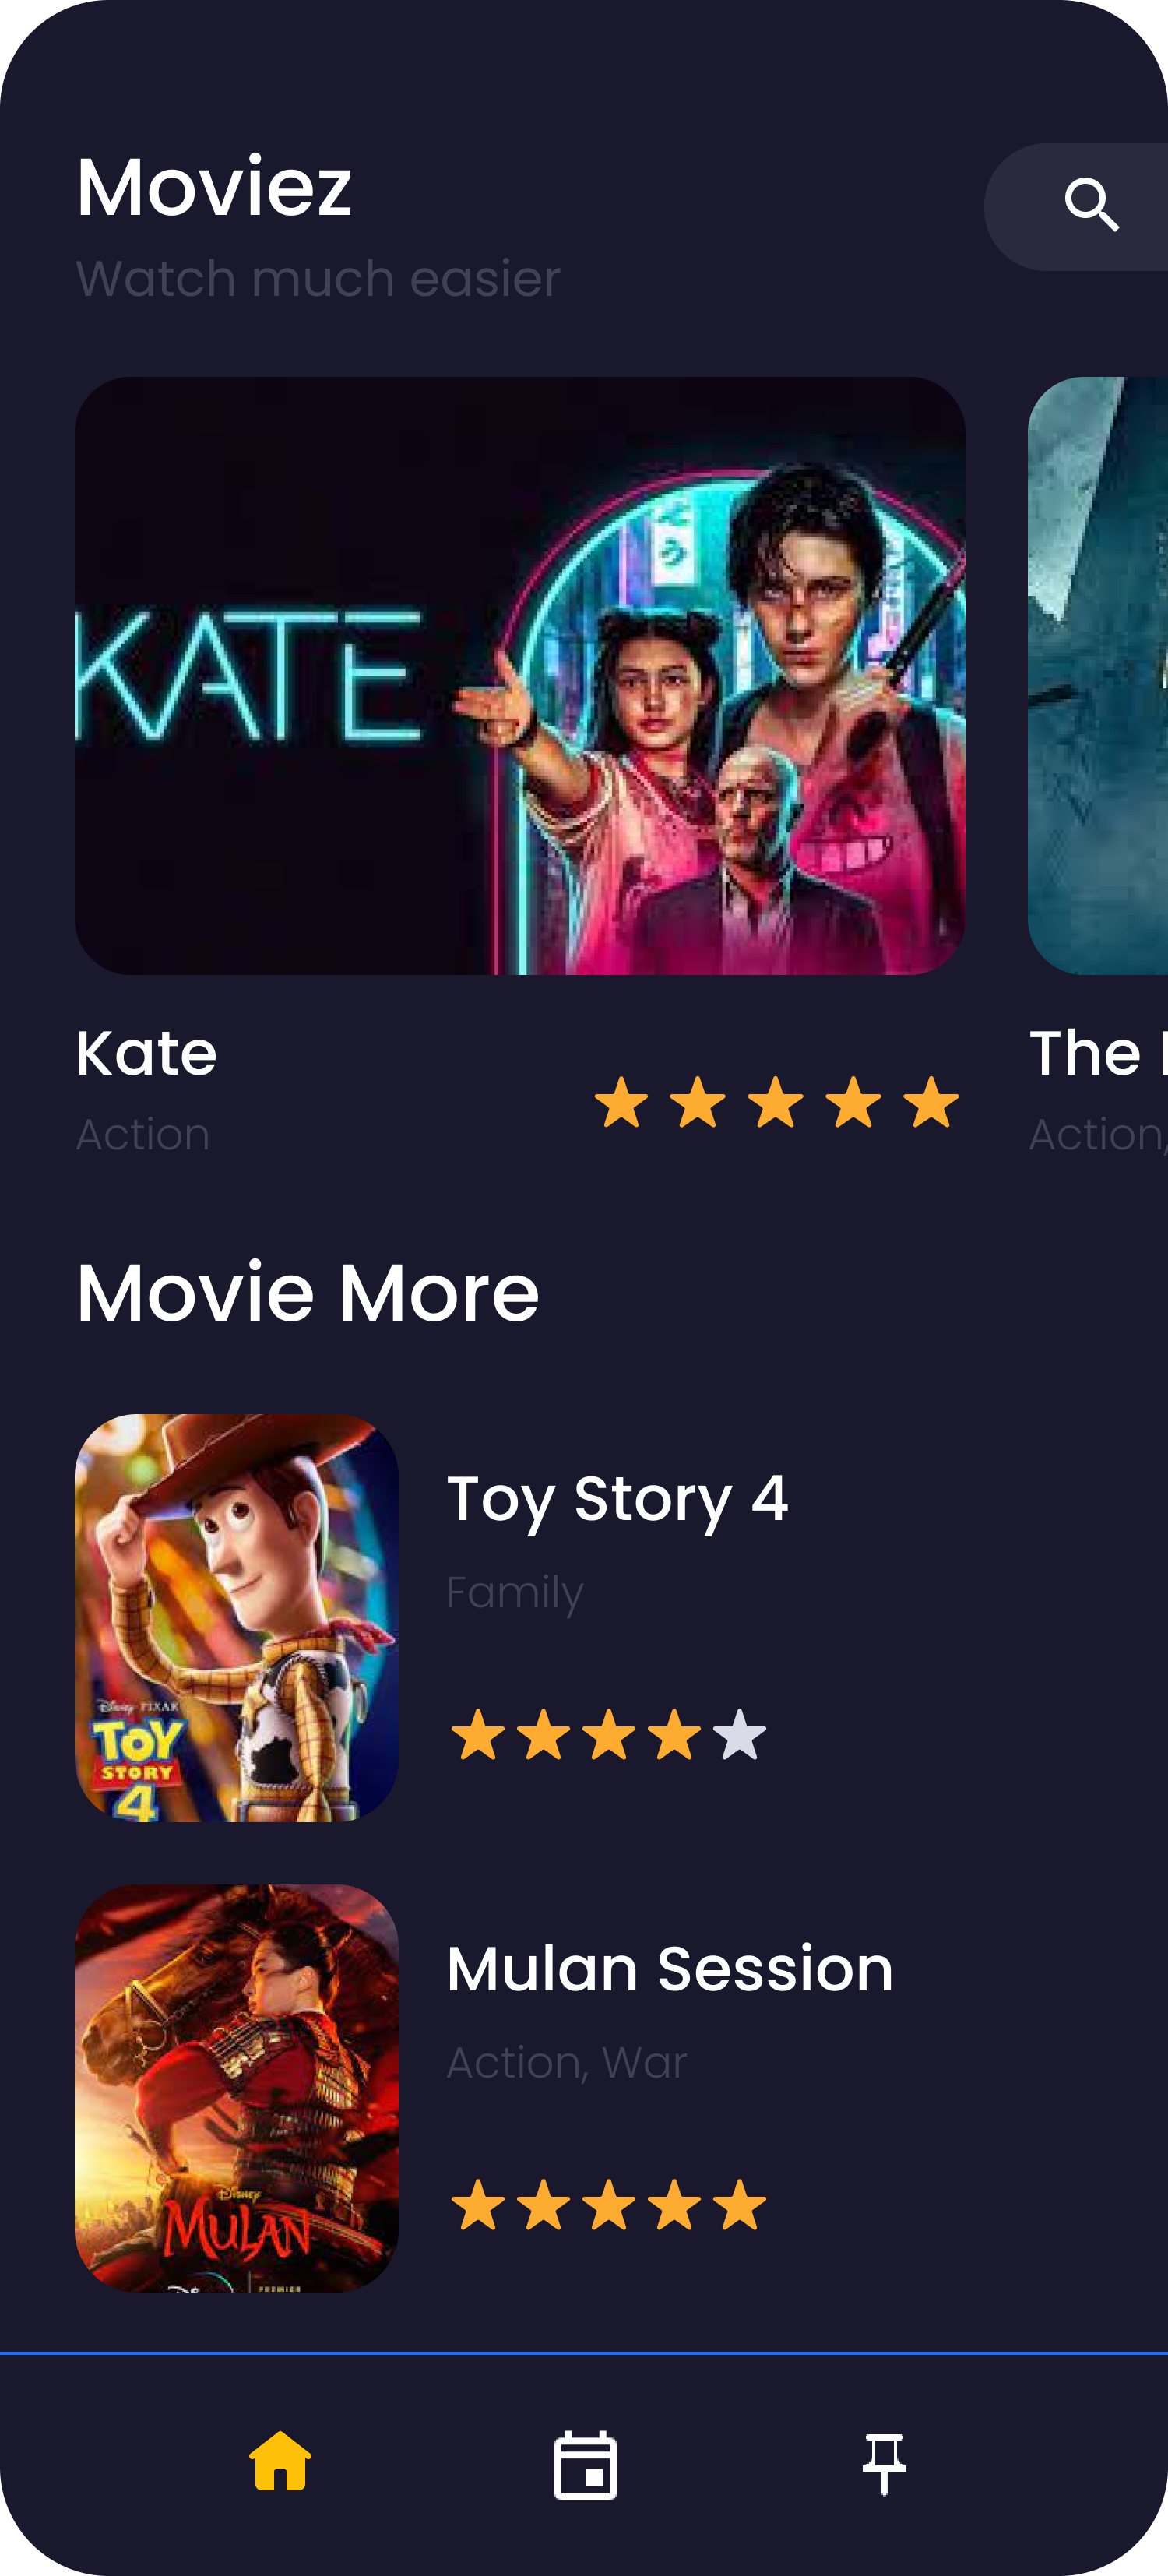 Moviez
Watch much easier
KATE
Kate
Action
The
Action,
Movie More
Disney PIXAR
TOY
STORY
4
Toy Story 4
Family
Disney
MULAN
PREMIER
Mulan Session
Action, War